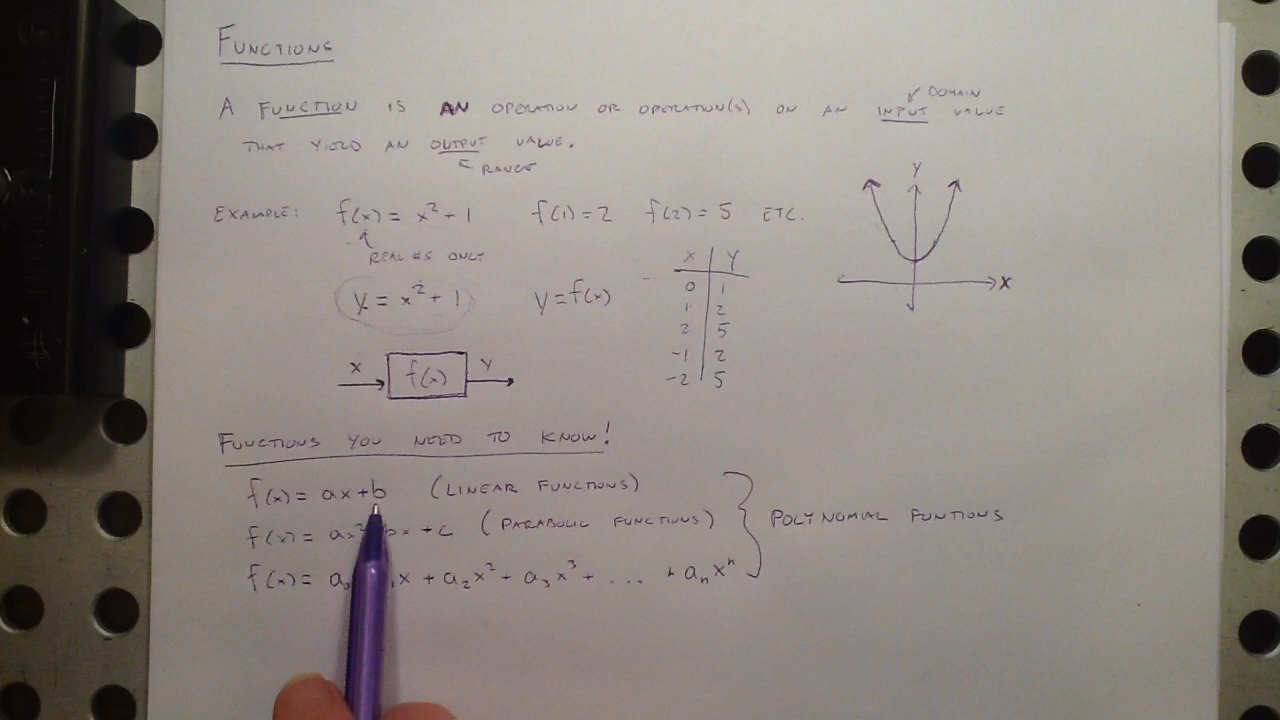 FUNCTIONS
A FUNCTION IS AN OPERATION OR OPERATION(S) ON AN INPUT VALUE
DOMAIN
THAT YIELD AN OUTPUT VALUE.
RANGE
EXAMPLE: f(x) = x² + 1 f(1) = 2 f(2) = 5 ETC.
REAL #S ONLY
y = x² + 1 y = f(x)
X Y
0 1
1 2
2 5
-1 2
-2 5
Y
X
X f(x) Y
FUNCTIONS YOU NEED TO KNOW!
f(x) = ax + b (LINEAR FUNCTIONS)
f(x) = ax² bx + c (PARABOLIC FUNCTIONS)
POLYNOMIAL FUNTIONS
f(x) = a x + a₂x² + a₃x³ + ... + aₙxⁿ